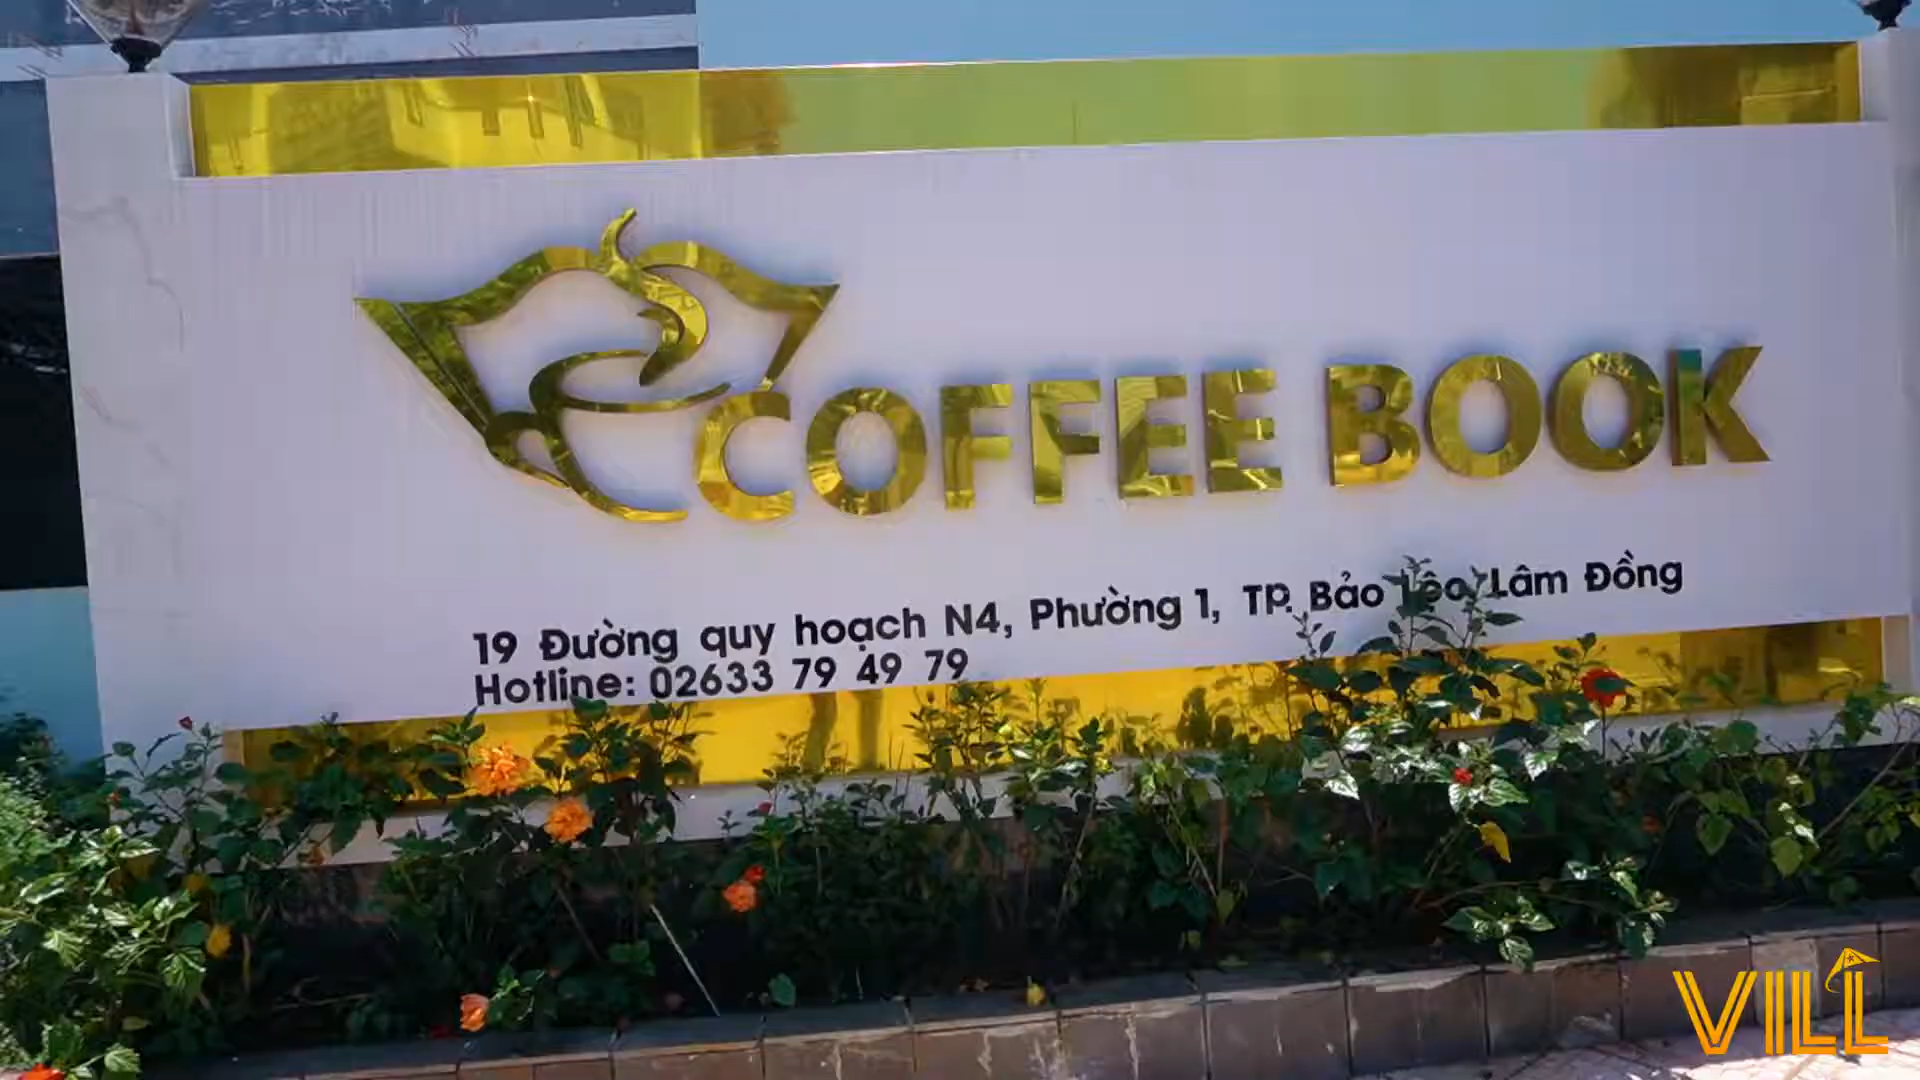 COFFEE BOOK
19 Đường quy hoạch N4, Phường 1, TP. Bảo Lâm Đồng
Hotline: 02633 79 49 79
VILL